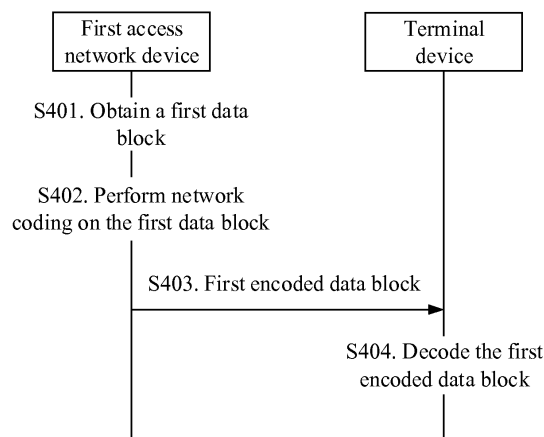 First access
network device
Terminal
device
S401. Obtain a first data
block
S402. Perform network
coding on the first data block
S403. First encoded data block
S404. Decode the first
encoded data block